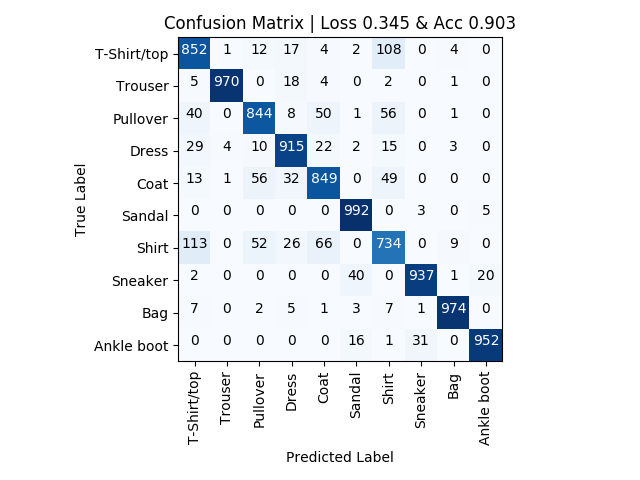 Confusion Matrix | Loss 0.345 & Acc 0.903
T-Shirt/top 852 1 12 17 4 2 108 0 4 0
Trouser 5 970 0 18 4 0 2 0 1 0
Pullover 40 0 844 8 50 1 56 0 1 0
Dress 29 4 10 915 22 2 15 0 3 0
Coat 13 1 56 32 849 0 49 0 0 0
Sandal 0 0 0 0 0 992 0 3 0 5
Shirt 113 0 52 26 66 0 734 0 9 0
Sneaker 2 0 0 0 0 40 0 937 1 20
Bag 7 0 2 5 1 3 7 1 974 0
Ankle boot 0 0 0 0 0 16 1 31 0 952
True Label
T-Shirt/top Trouser Pullover Dress Coat Sandal Shirt Sneaker Bag Ankle boot
Predicted Label